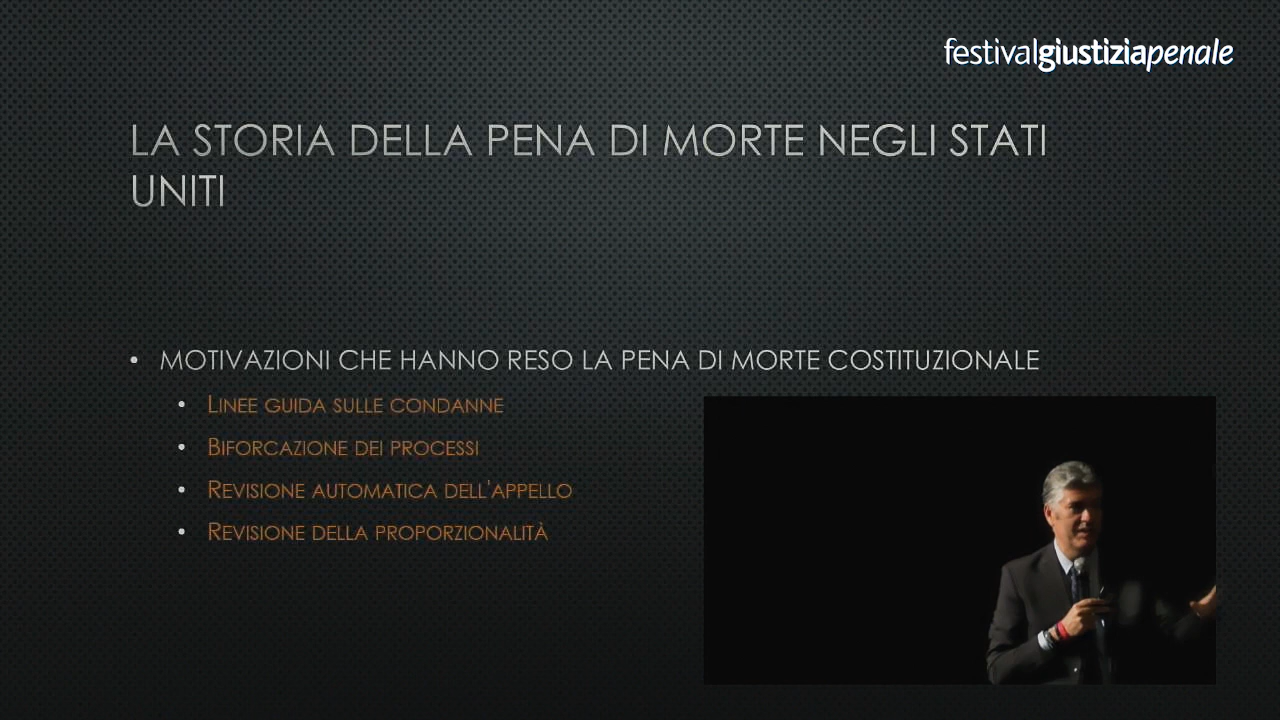 festivalgiustiziapenale
LA STORIA DELLA PENA DI MORTE NEGLI STATI
UNITI
• MOTIVAZIONI CHE HANNO RESO LA PENA DI MORTE COSTITUZIONALE
• LINEE GUIDA SULLE CONDANNE
• BIFORCAZIONE DEI PROCESSI
• REVISIONE AUTOMATICA DELL'APPELLO
• REVISIONE DELLA PROPORZIONALITÀ